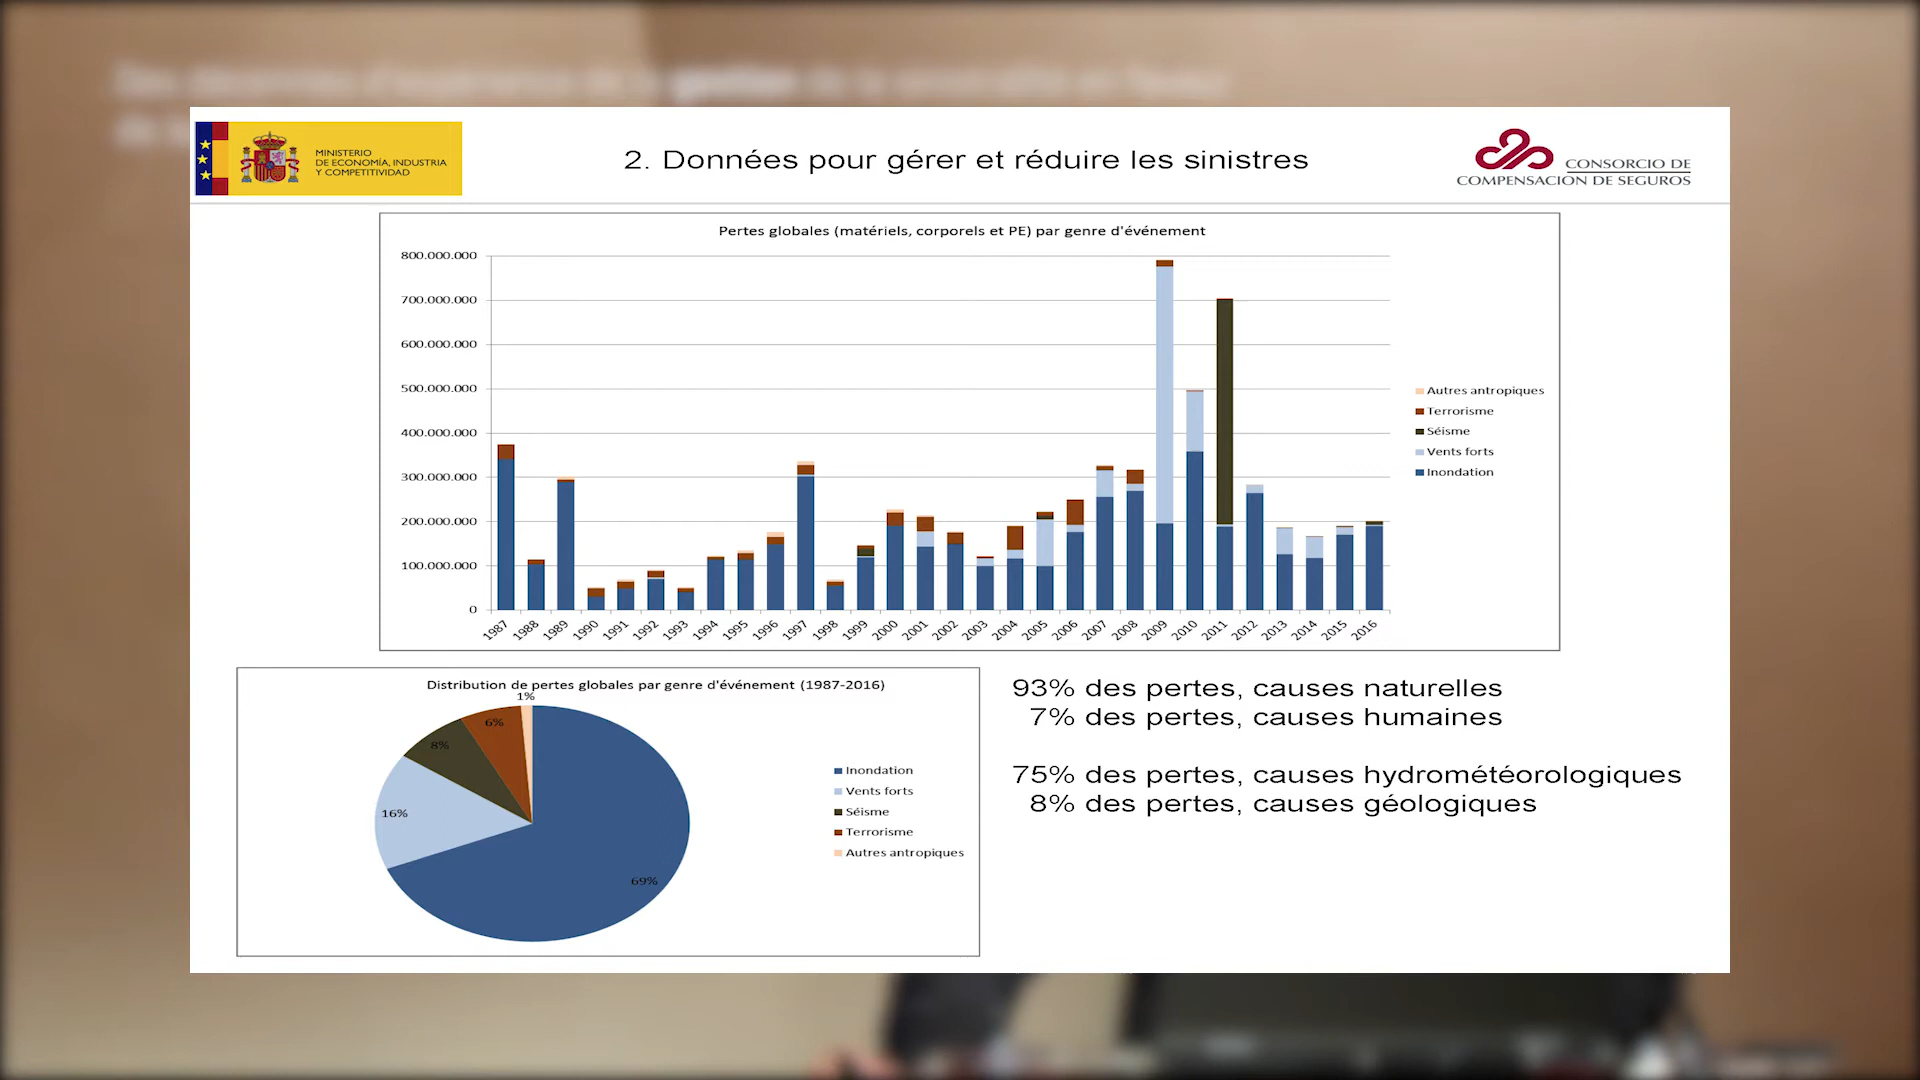 MINISTERIO
DE ECONOMÍA, INDUSTRIA
Y COMPETITIVIDAD
2. Données pour gérer et réduire les sinistres
CONSORCIO DE
COMPENSACION DE SEGUROS
Pertes globales (matériels, corporels et PE) par genre d'événement
800.000.000
700.000.000
600.000.000
500.000.000
400.000.000
300.000.000
200.000.000
100.000.000
0
1987 1988 1989 1990 1991 1992 1993 1994 1995 1996 1997 1998 1999 2000 2001 2002 2003 2004 2005 2006 2007 2008 2009 2010 2011 2012 2013 2014 2015 2016
Autres antropiques
Terrorisme
Séisme
Vents forts
Inondation
Distribution de pertes globales par genre d'événement (1987-2016)
1%
6%
8%
16%
69%
Inondation
Vents forts
Séisme
Terrorisme
Autres antropiques
93% des pertes, causes naturelles
7% des pertes, causes humaines
75% des pertes, causes hydrométéorologiques
8% des pertes, causes géologiques